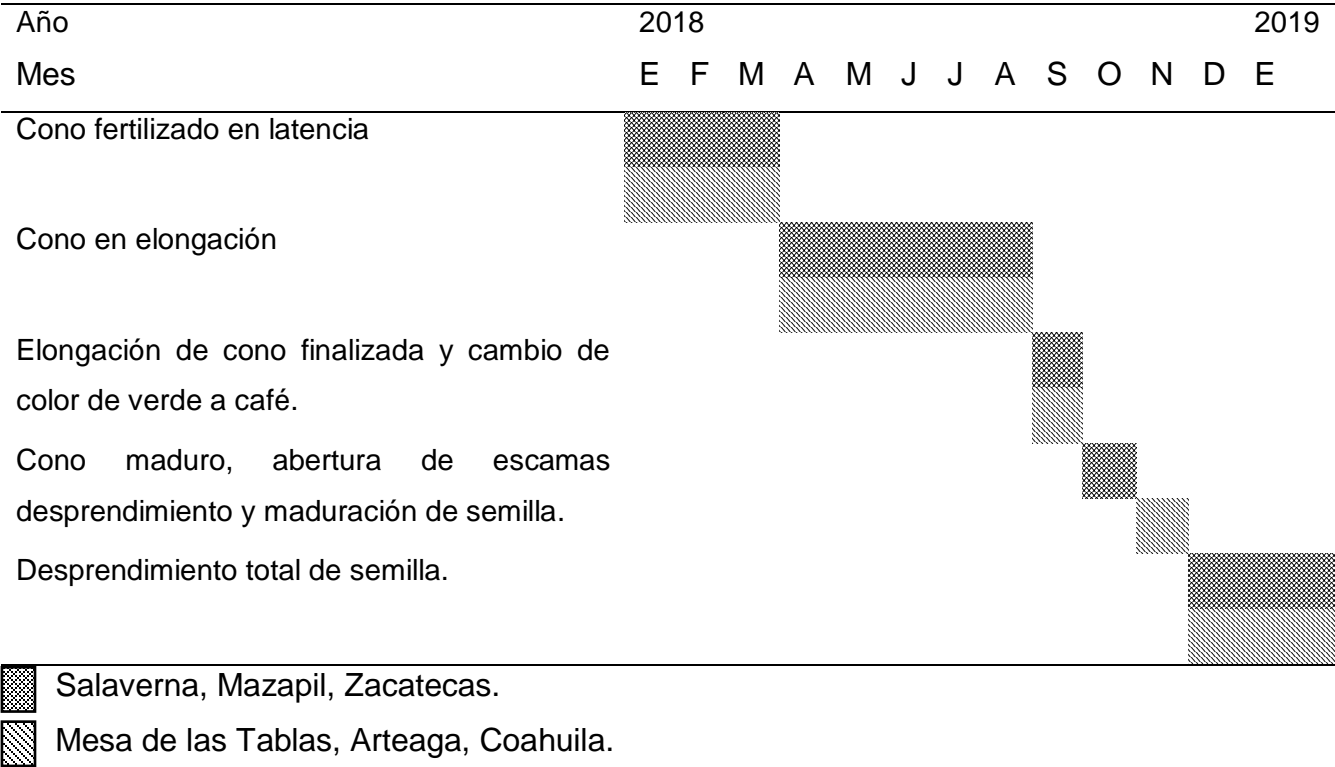 Año 2018 2019
Mes E F M A M J J A S O N D E
Cono fertilizado en latencia
Cono en elongación
Elongación de cono finalizada y cambio de
color de verde a café.
Cono maduro, abertura de escamas
desprendimiento y maduración de semilla.
Desprendimiento total de semilla.
Salaverna, Mazapil, Zacatecas.
Mesa de las Tablas, Arteaga, Coahuila.